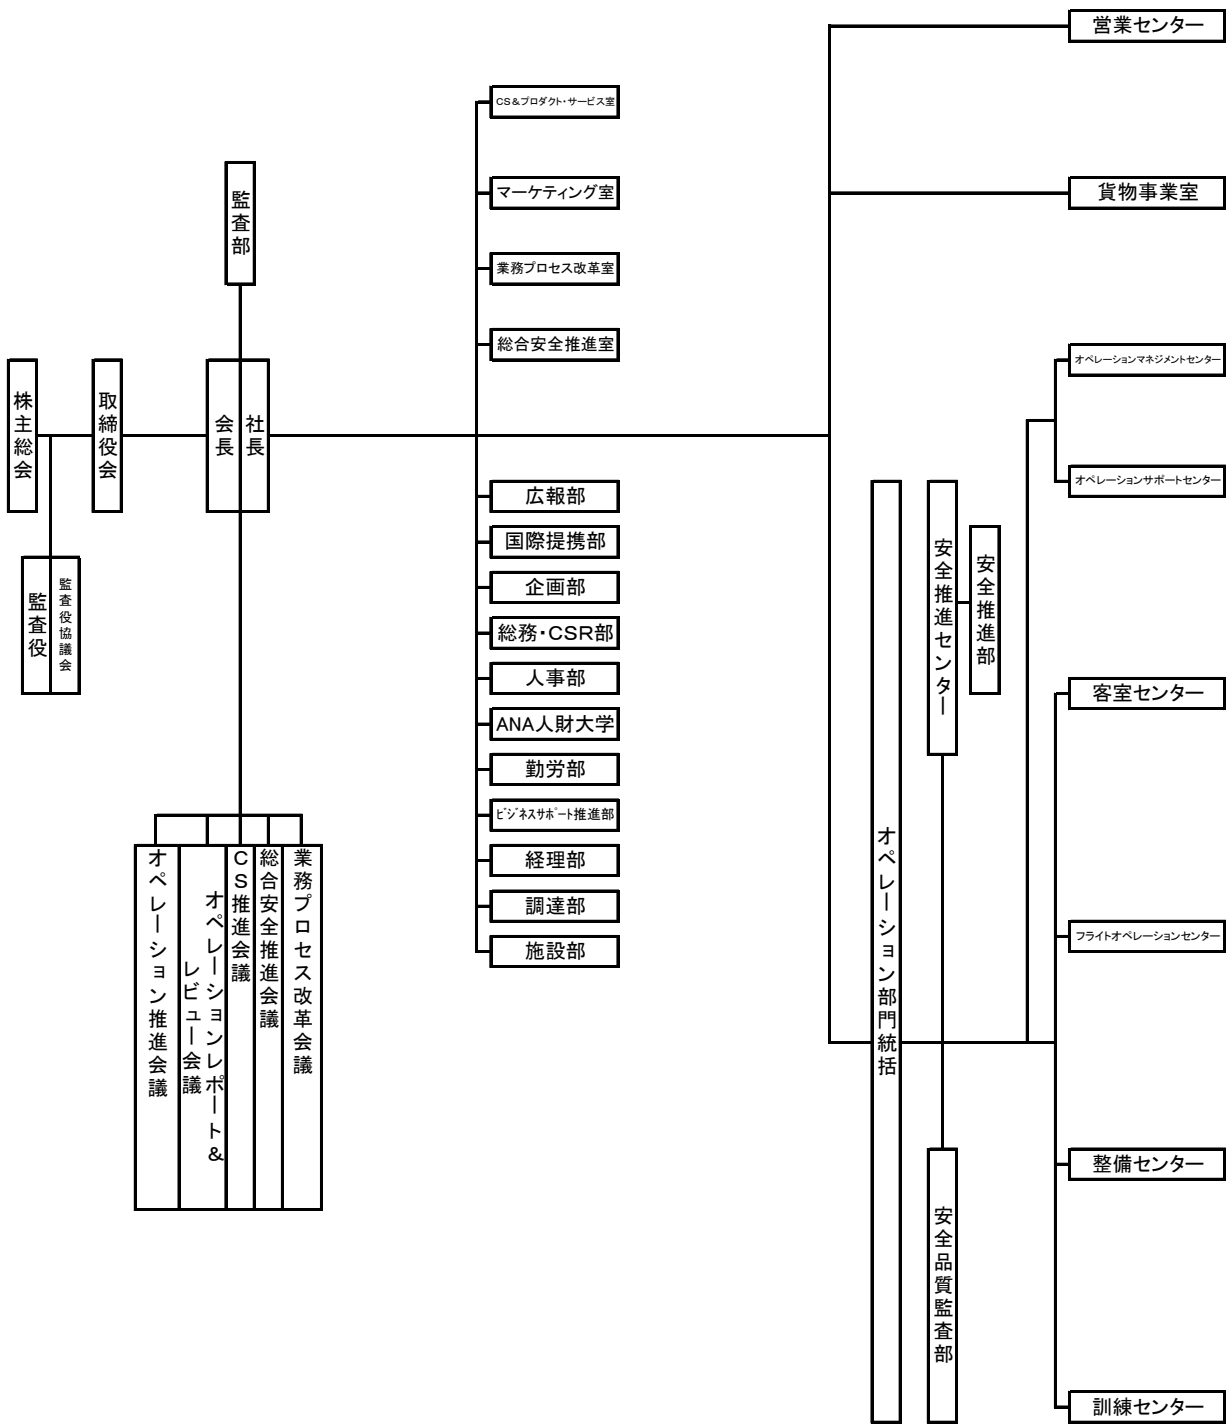 営業センター
CS&プロダクト・サービス室
監査部
マーケティング室
貨物事業室
業務プロセス改革室
総合安全推進室
オペレーションマネジメントセンター
株主総会
取締役会
会長
社長
オペレーションサポートセンター
監査役
監査役協議会
広報部
国際提携部
企画部
総務・CSR部
人事部
ANA人財大学
勤労部
ビジネスサポート推進部
経理部
調達部
施設部
オペレーション部門統括
安全推進センター
安全推進部
客室センター
フライトオペレーションセンター
オペレーション推進会議
オペレーションレポート&
レビュー会議
CS推進会議
総合安全推進会議
業務プロセス改革会議
安全品質監査部
整備センター
訓練センター